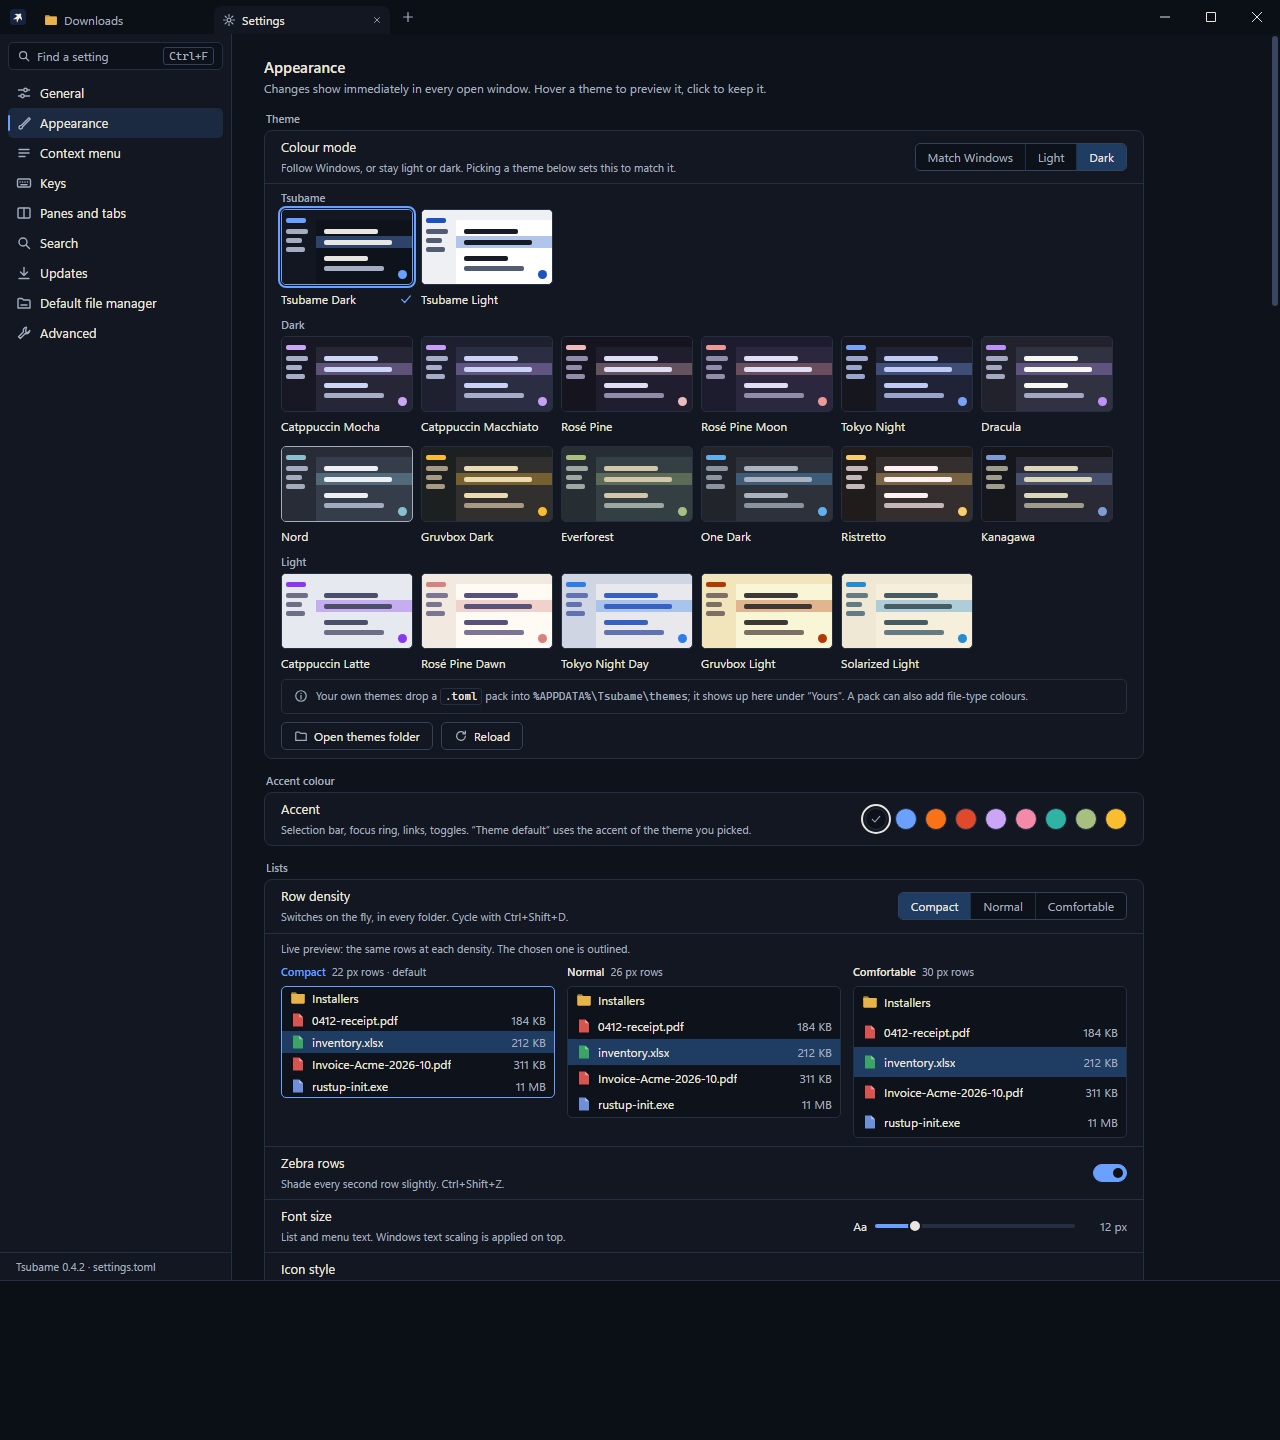 Downloads
Settings
Find a setting
Ctrl+F
General
Appearance
Context menu
Keys
Panes and tabs
Search
Updates
Default file manager
Advanced
Tsubame 0.4.2 · settings.toml
Appearance
Changes show immediately in every open window. Hover a theme to preview it, click to keep it.
Theme
Colour mode
Follow Windows, or stay light or dark. Picking a theme below sets this to match it.
Match Windows Light Dark
Tsubame
Tsubame Dark Tsubame Light
Dark
Catppuccin Mocha Catppuccin Macchiato Rosé Pine Rosé Pine Moon Tokyo Night Dracula
Nord Gruvbox Dark Everforest One Dark Ristretto Kanagawa
Light
Catppuccin Latte Rosé Pine Dawn Tokyo Night Day Gruvbox Light Solarized Light
Your own themes: drop a .toml pack into %APPDATA%\Tsubame\themes; it shows up here under “Yours”. A pack can also add file-type colours.
Open themes folder Reload
Accent colour
Accent
Selection bar, focus ring, links, toggles. “Theme default” uses the accent of the theme you picked.
Lists
Row density
Switches on the fly, in every folder. Cycle with Ctrl+Shift+D.
Compact Normal Comfortable
Live preview: the same rows at each density. The chosen one is outlined.
Compact 22 px rows · default
Installers
0412-receipt.pdf 184 KB
inventory.xlsx 212 KB
Invoice-Acme-2026-10.pdf 311 KB
rustup-init.exe 11 MB
Normal 26 px rows
Installers
0412-receipt.pdf 184 KB
inventory.xlsx 212 KB
Invoice-Acme-2026-10.pdf 311 KB
rustup-init.exe 11 MB
Comfortable 30 px rows
Installers
0412-receipt.pdf 184 KB
inventory.xlsx 212 KB
Invoice-Acme-2026-10.pdf 311 KB
rustup-init.exe 11 MB
Zebra rows
Shade every second row slightly. Ctrl+Shift+Z.
Font size
List and menu text. Windows text scaling is applied on top.
Aa 12 px
Icon style